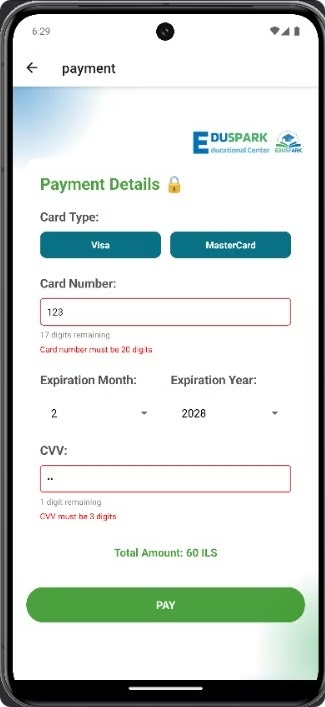 6:29
payment
EDUSPARK
Educational Center
EDUSPARK
Payment Details 🔒
Card Type:
Visa MasterCard
Card Number:
123
17 digits remaining
Card number must be 20 digits
Expiration Month: Expiration Year:
2 2028
CVV:
••
1 digit remaining
CVV must be 3 digits
Total Amount: 60 ILS
PAY